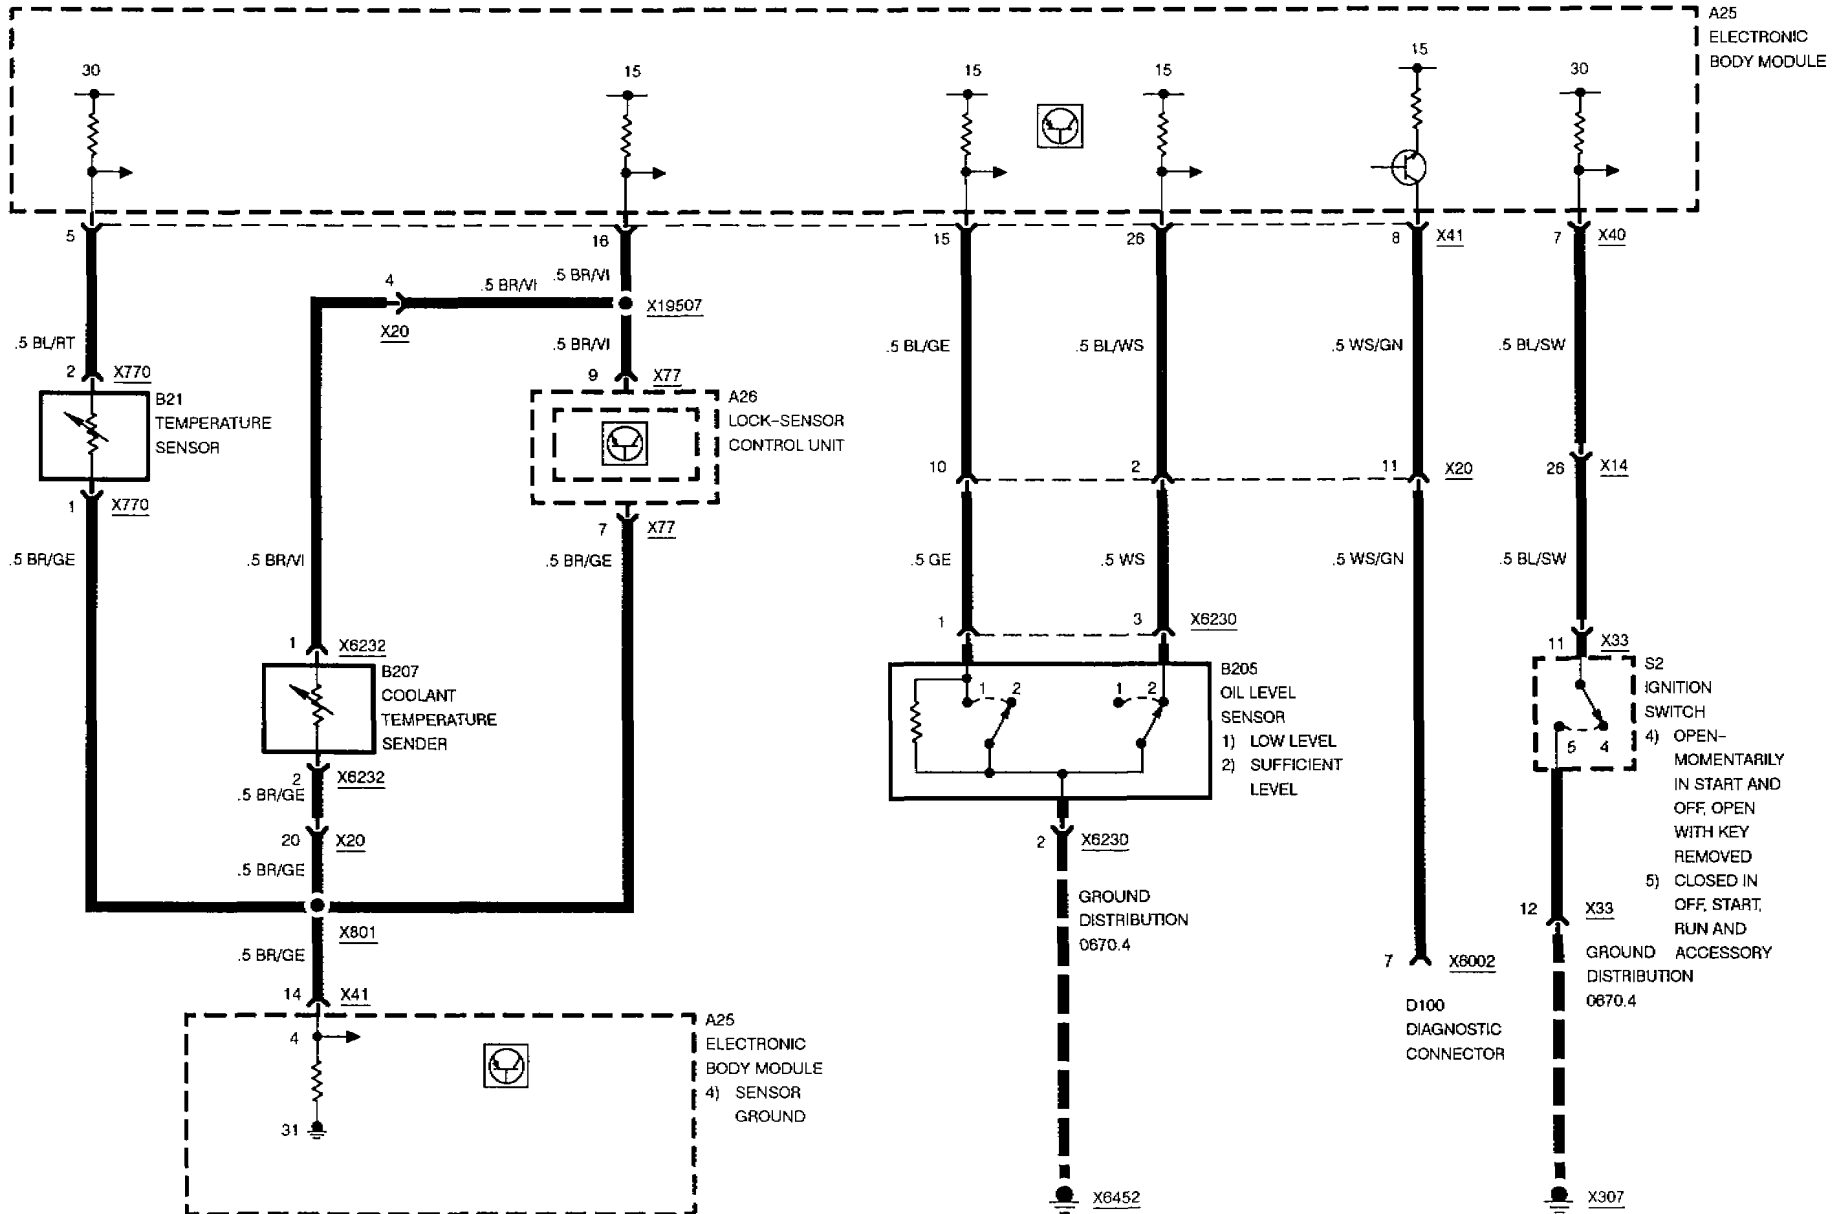 A25
ELECTRONIC
BODY MODULE
30
15
15
15
15
30
5
16
15
26
8
X41
7
X40
4
.5 BR/VI
.5 BR/VI
X19507
X20
.5 BL/RT
.5 BR/VI
.5 BL/GE
.5 BL/WS
.5 WS/GN
.5 BL/SW
2
X770
9
X77
B21
TEMPERATURE
SENSOR
A26
LOCK-SENSOR
CONTROL UNIT
10
2
11
X20
26
X14
1
X770
7
X77
.5 BR/GE
.5 BR/VI
.5 BR/GE
.5 GE
.5 WS
.5 WS/GN
.5 BL/SW
1
X6232
1
3
X6230
11
X33
B207
COOLANT
TEMPERATURE
SENDER
1
2
1
2
B205
OIL LEVEL
SENSOR
1) LOW LEVEL
2) SUFFICIENT
LEVEL
5
4
S2
IGNITION
SWITCH
4) OPEN-
MOMENTARILY
IN START AND
OFF, OPEN
WITH KEY
REMOVED
5) CLOSED IN
OFF, START,
RUN AND
ACCESSORY
2
X6232
.5 BR/GE
20
X20
.5 BR/GE
2
X6230
GROUND
DISTRIBUTION
0670.4
12
X33
GROUND
DISTRIBUTION
0670.4
X801
.5 BR/GE
7
X6002
D100
DIAGNOSTIC
CONNECTOR
14
X41
4
A25
ELECTRONIC
BODY MODULE
4) SENSOR
GROUND
31
X6452
X307